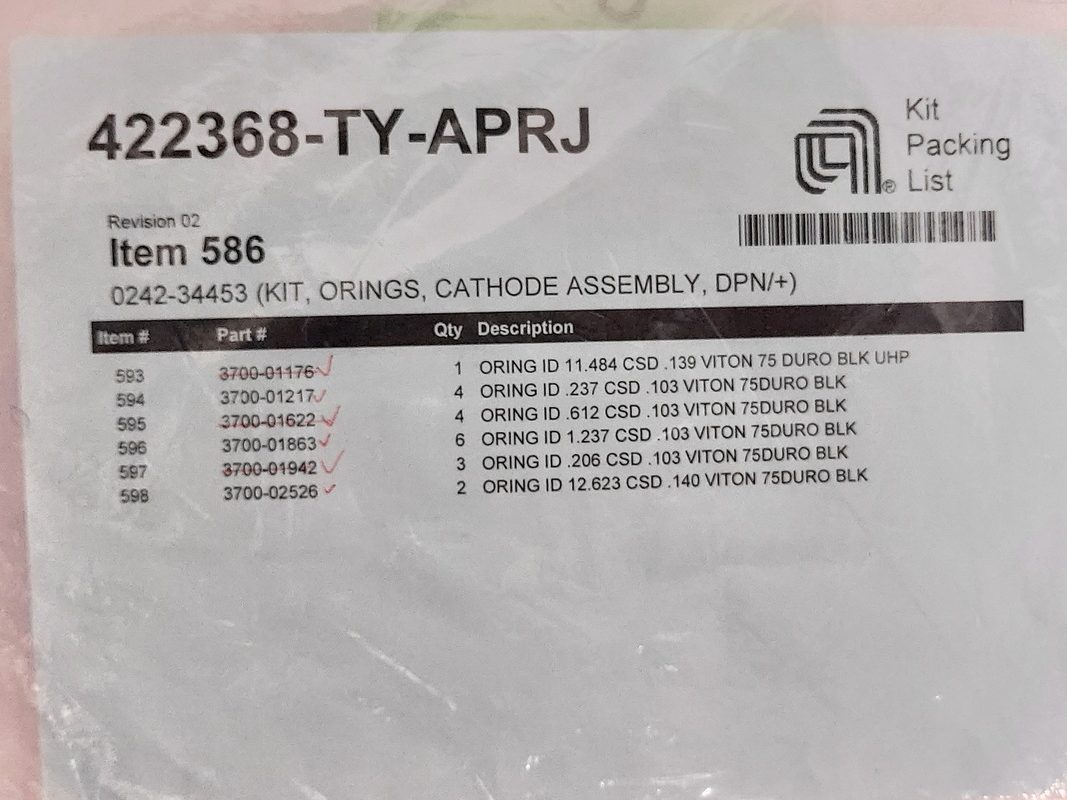 422368-TY-APRJ
Kit
Packing
List
®
Revision 02
Item 586
0242-34453 (KIT, ORINGS, CATHODE ASSEMBLY, DPN/+)
Item # Part # Qty Description
593 3700-01176 1 ORING ID 11.484 CSD .139 VITON 75 DURO BLK UHP
594 3700-01217 4 ORING ID .237 CSD .103 VITON 75DURO BLK
595 3700-01622 4 ORING ID .612 CSD .103 VITON 75DURO BLK
596 3700-01863 6 ORING ID 1.237 CSD .103 VITON 75DURO BLK
597 3700-01942 3 ORING ID .206 CSD .103 VITON 75DURO BLK
598 3700-02526 2 ORING ID 12.623 CSD .140 VITON 75DURO BLK